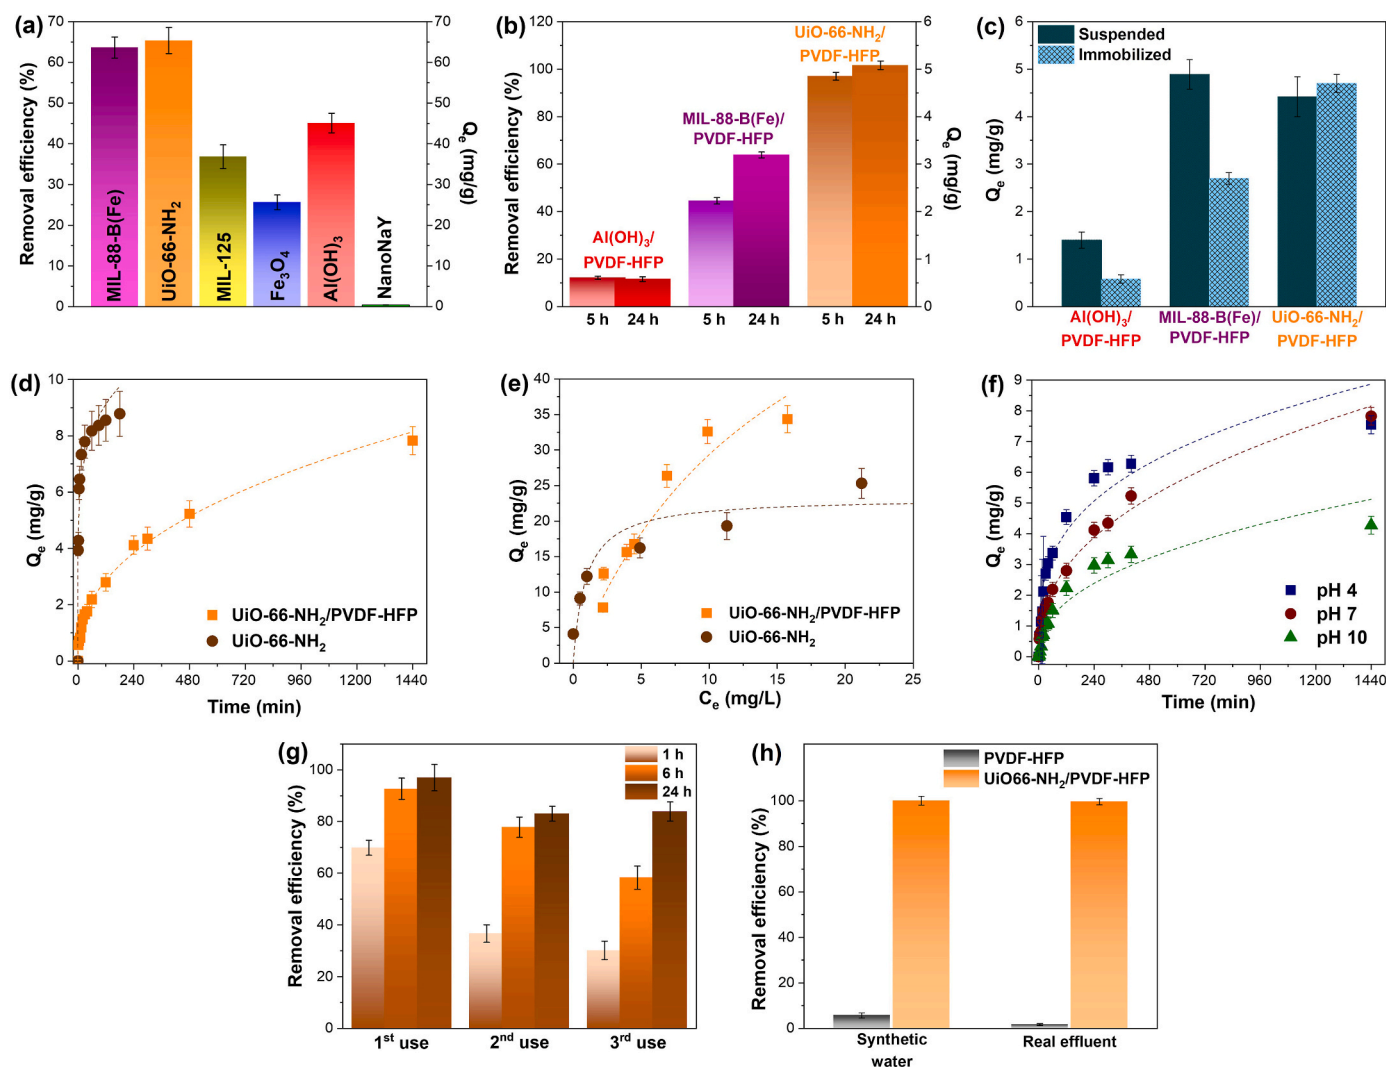 (a)
70
60
50
40
30
20
10
0
Removal efficiency (%)
MIL-88-B(Fe)
UiO-66-NH₂
MIL-125
Fe₃O₄
Al(OH)₃
NanoNaY
70
60
50
40
30
20
10
0
Qₑ (mg/g)
(b)
120
100
80
60
40
20
0
Removal efficiency (%)
UiO-66-NH₂/
PVDF-HFP
MIL-88-B(Fe)/
PVDF-HFP
Al(OH)₃/
PVDF-HFP
5 h
24 h
5 h
24 h
5 h
24 h
6
5
4
3
2
1
0
Qₑ (mg/g)
(c)
6
5
4
3
2
1
0
Qₑ (mg/g)
Suspended
Immobilized
Al(OH)₃/
PVDF-HFP
MIL-88-B(Fe)/
PVDF-HFP
UiO-66-NH₂/
PVDF-HFP
(d)
10
8
6
4
2
0
Qₑ (mg/g)
UiO-66-NH₂/PVDF-HFP
UiO-66-NH₂
0 240 480 720 960 1200 1440
Time (min)
(e)
40
35
30
25
20
15
10
5
0
Qₑ (mg/g)
UiO-66-NH₂/PVDF-HFP
UiO-66-NH₂
0 5 10 15 20 25
Cₑ (mg/L)
(f)
9
8
7
6
5
4
3
2
1
0
Qₑ (mg/g)
pH 4
pH 7
pH 10
0 240 480 720 960 1200 1440
Time (min)
(g)
100
80
60
40
20
0
Removal efficiency (%)
1 h
6 h
24 h
1ˢᵗ use
2ⁿᵈ use
3ʳᵈ use
(h)
120
100
80
60
40
20
0
Removal efficiency (%)
PVDF-HFP
UiO66-NH₂/PVDF-HFP
Synthetic
water
Real effluent